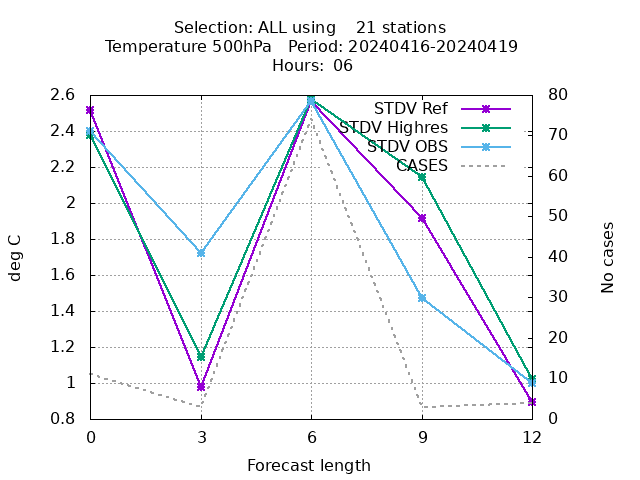 Selection: ALL using    21 stations
Temperature 500hPa   Period: 20240416-20240419
Hours:  06
STDV Ref
STDV Highres
STDV OBS
CASES
2.6
2.4
2.2
2
1.8
1.6
1.4
1.2
1
0.8
80
70
60
50
40
30
20
10
0
deg C
No cases
0
3
6
9
12
Forecast length